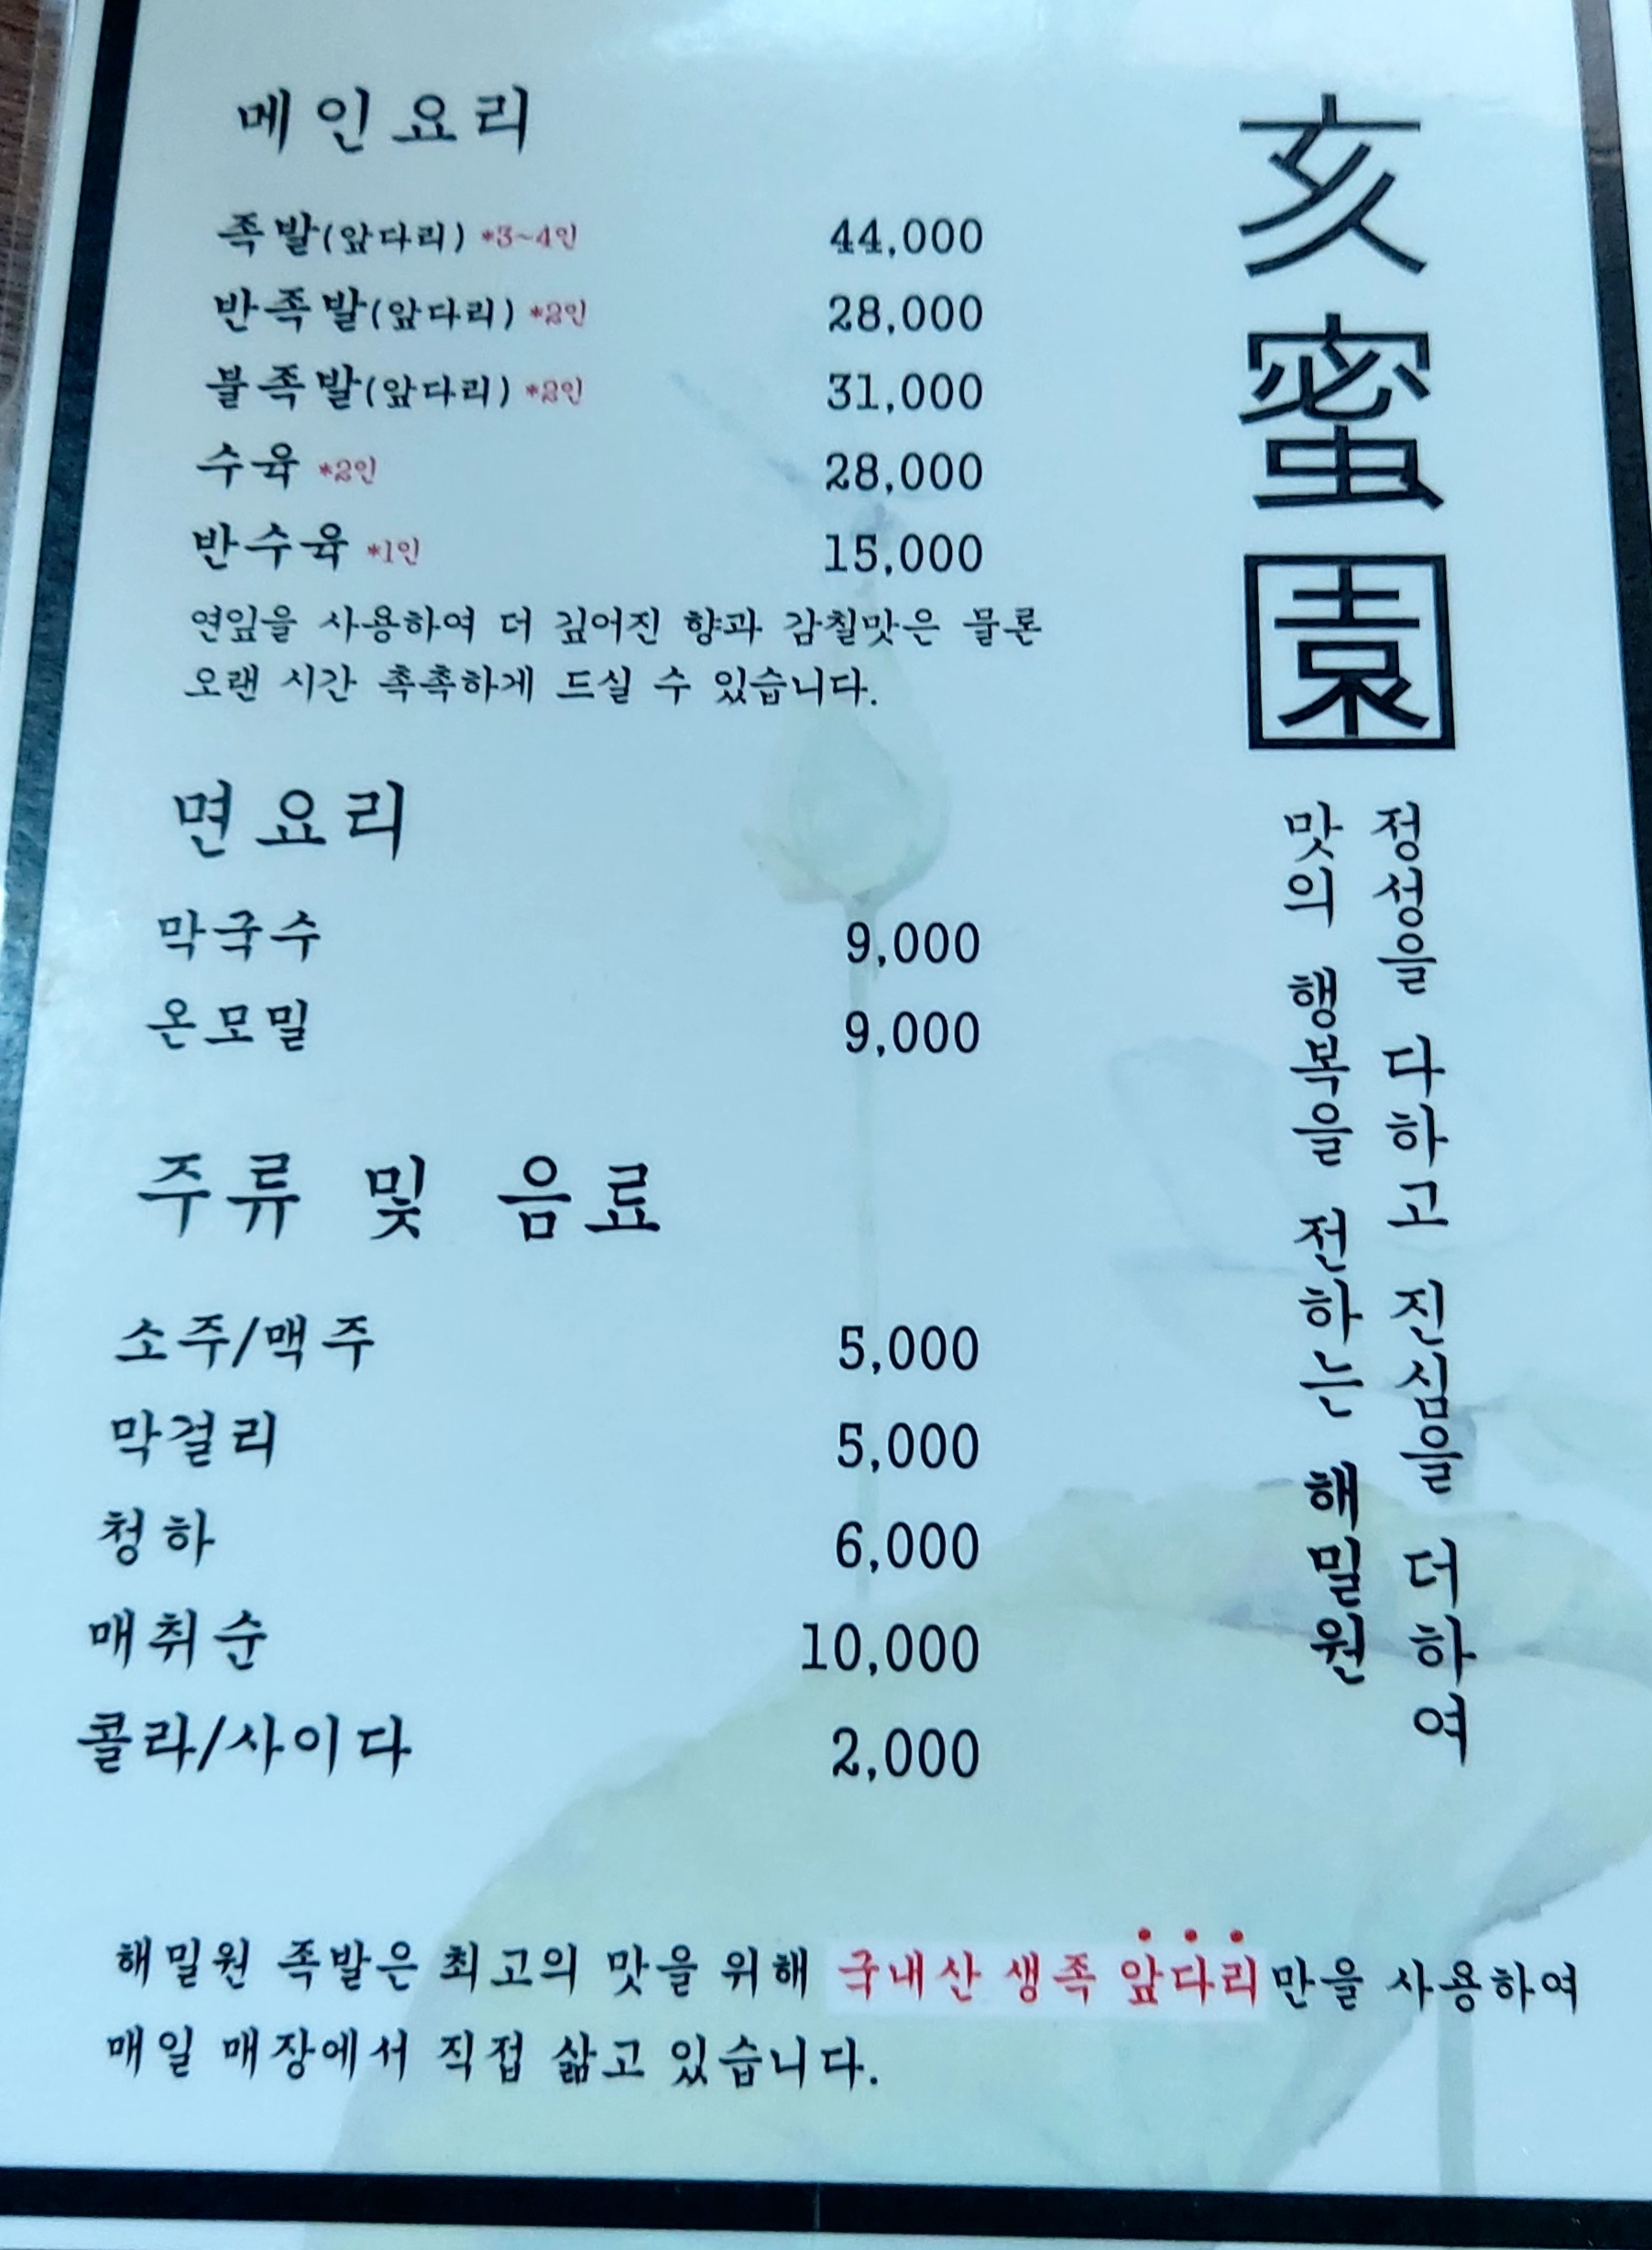 메인요리
족발(앞다리) *3~4인 44,000
반족발(앞다리) *2인 28,000
불족발(앞다리) *2인 31,000
수육 *2인 28,000
반수육 *1인 15,000
연잎을 사용하여 더 깊어진 향과 감칠맛은 물론
오랜 시간 촉촉하게 드실 수 있습니다.
면요리
막국수 9,000
온모밀 9,000
주류 및 음료
소주/맥주 5,000
막걸리 5,000
청하 6,000
매취순 10,000
콜라/사이다 2,000
亥蜜園
정성을 다하고 진심을 더하여
맛의 행복을 전하는 해밀원
해밀원 족발은 최고의 맛을 위해 국내산 생족 앞다리만을 사용하여
매일 매장에서 직접 삶고 있습니다.